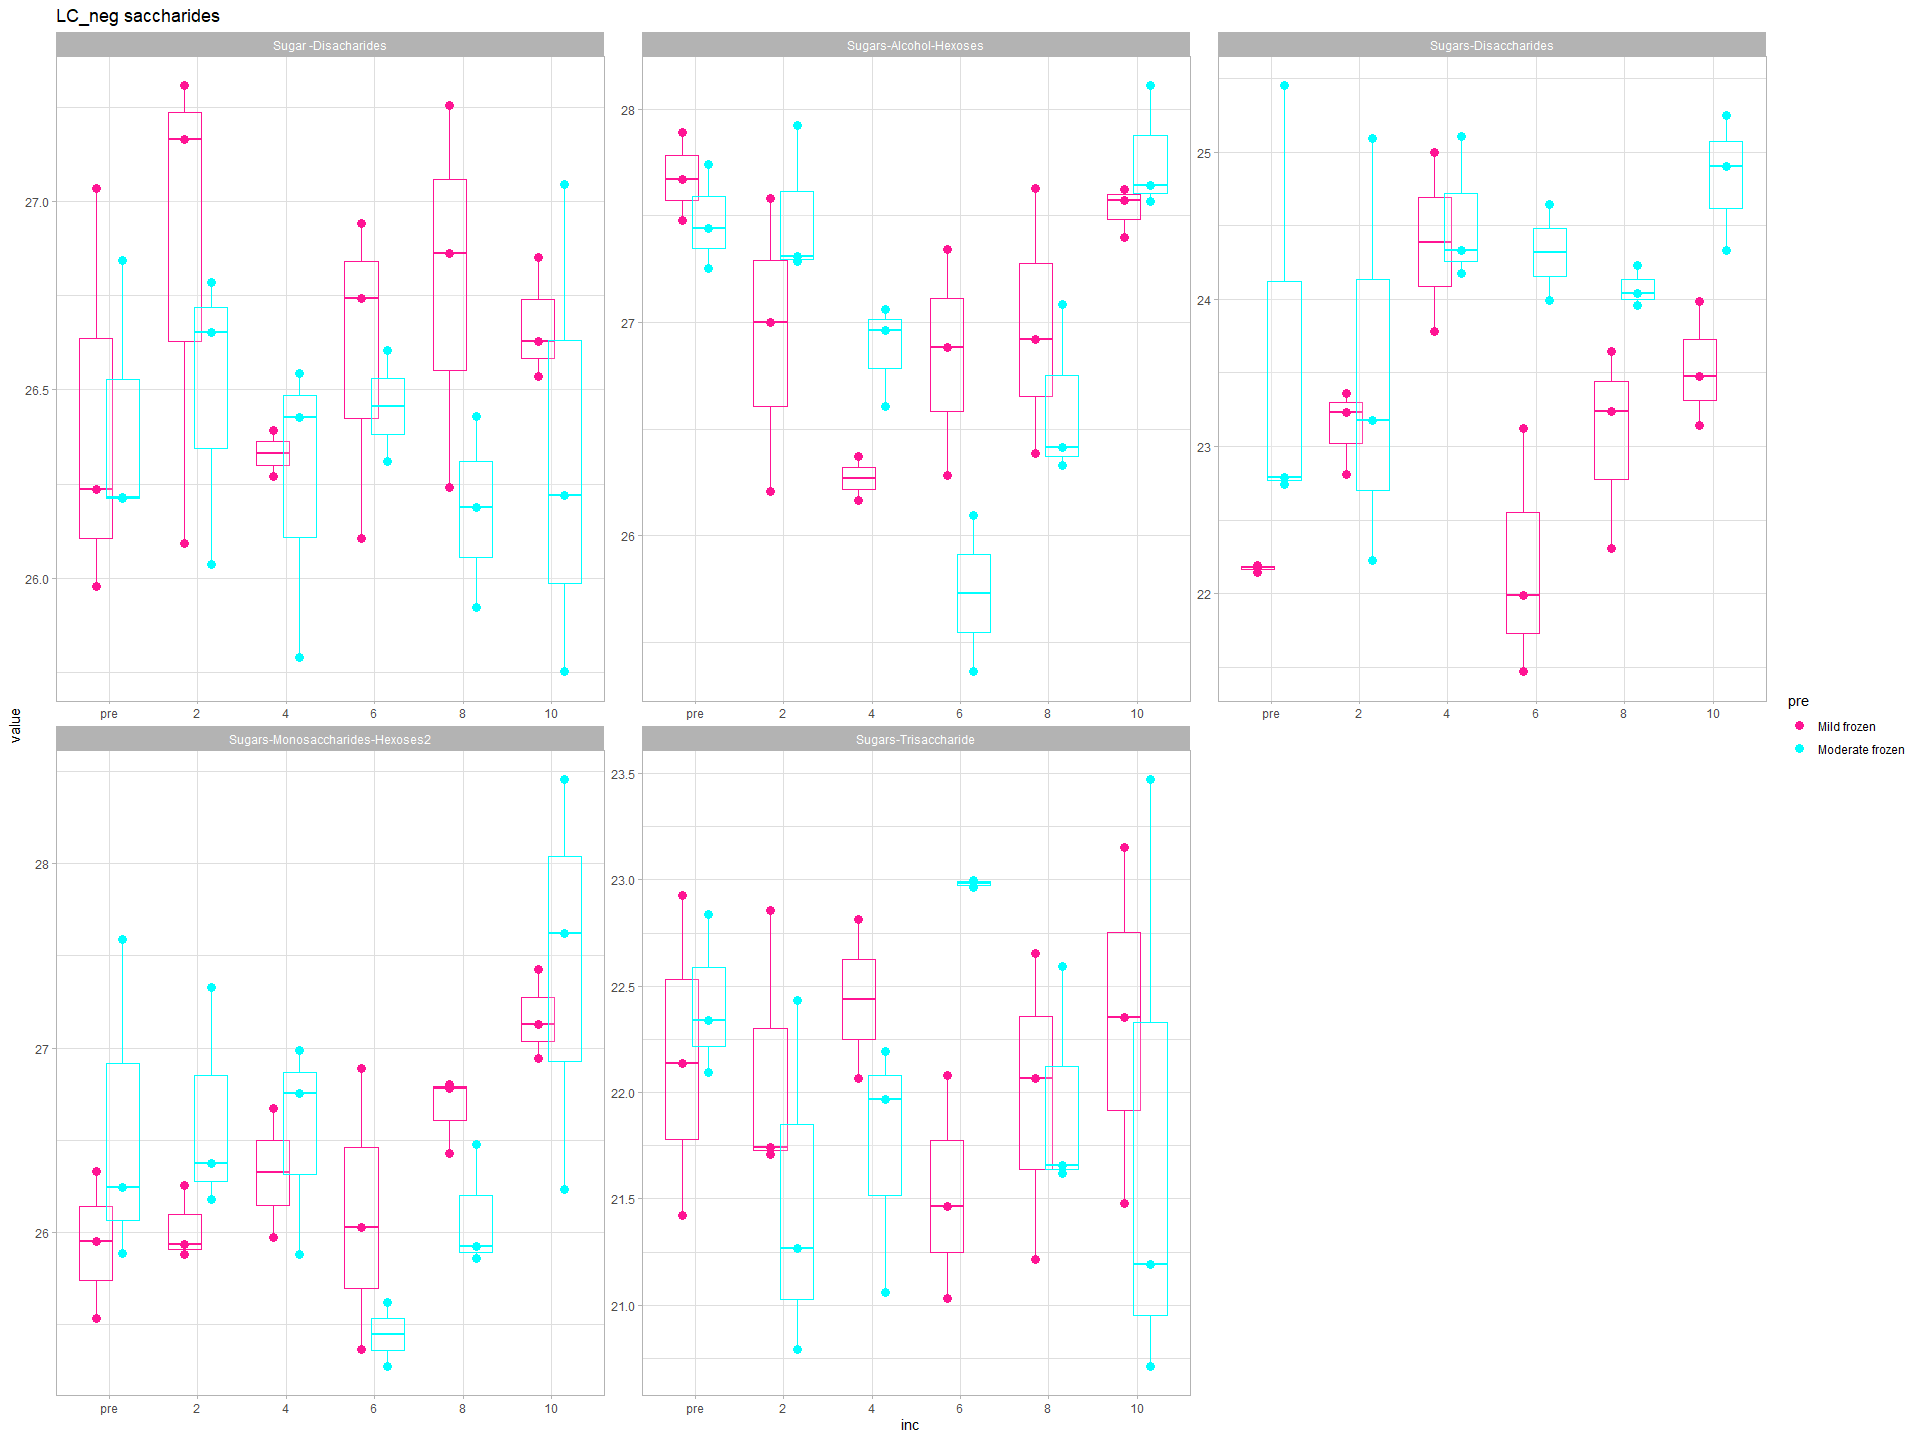 LC_neg saccharides
Sugar -Disacharides
Sugars-Alcohol-Hexoses
Sugars-Disaccharides
27.0
26.5
26.0
28
27
26
25
24
23
22
pre 2 4 6 8 10
pre 2 4 6 8 10
pre 2 4 6 8 10
value
pre
Mild frozen
Moderate frozen
Sugars-Monosaccharides-Hexoses2
Sugars-Trisaccharide
28
27
26
23.5
23.0
22.5
22.0
21.5
21.0
pre 2 4 6 8 10
pre 2 4 6 8 10
inc